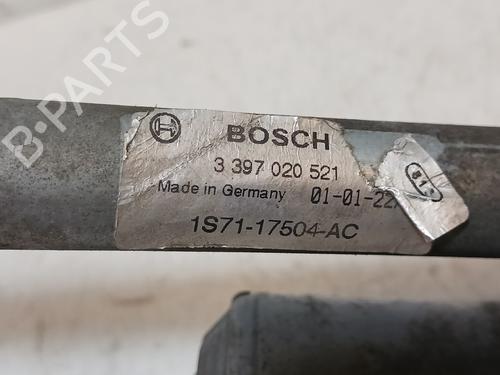 B-PARTS
BOSCH
3 397 020 521
Made in Germany 01-01-22
1S71-17504-AC